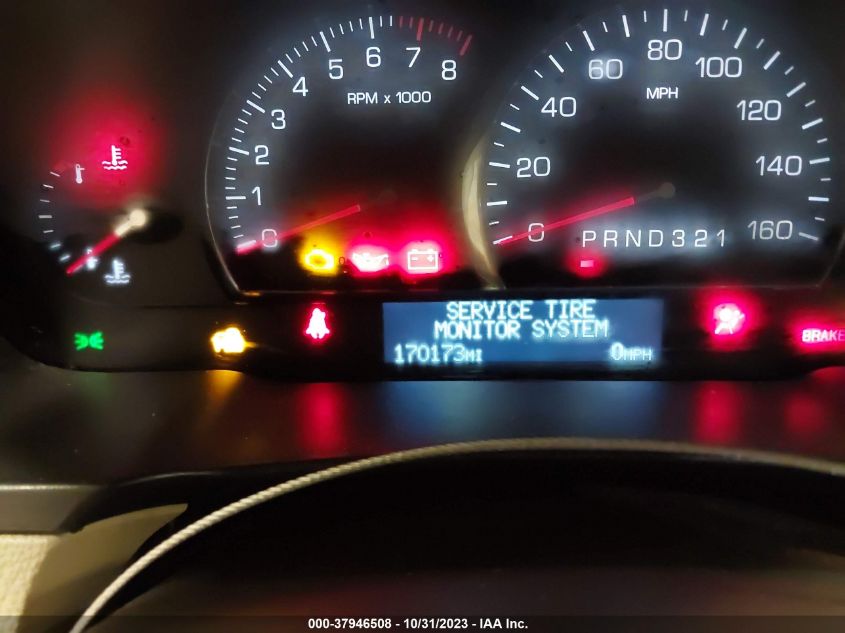 8
7
6
5
4
3
2
1
0
RPM x 1000
0
20
40
60
80
100
120
140
160
MPH
PRND321
SERVICE TIRE
MONITOR SYSTEM
170173MI 0MPH
BRAKE
000-37946508 - 10/31/2023 - IAA Inc.